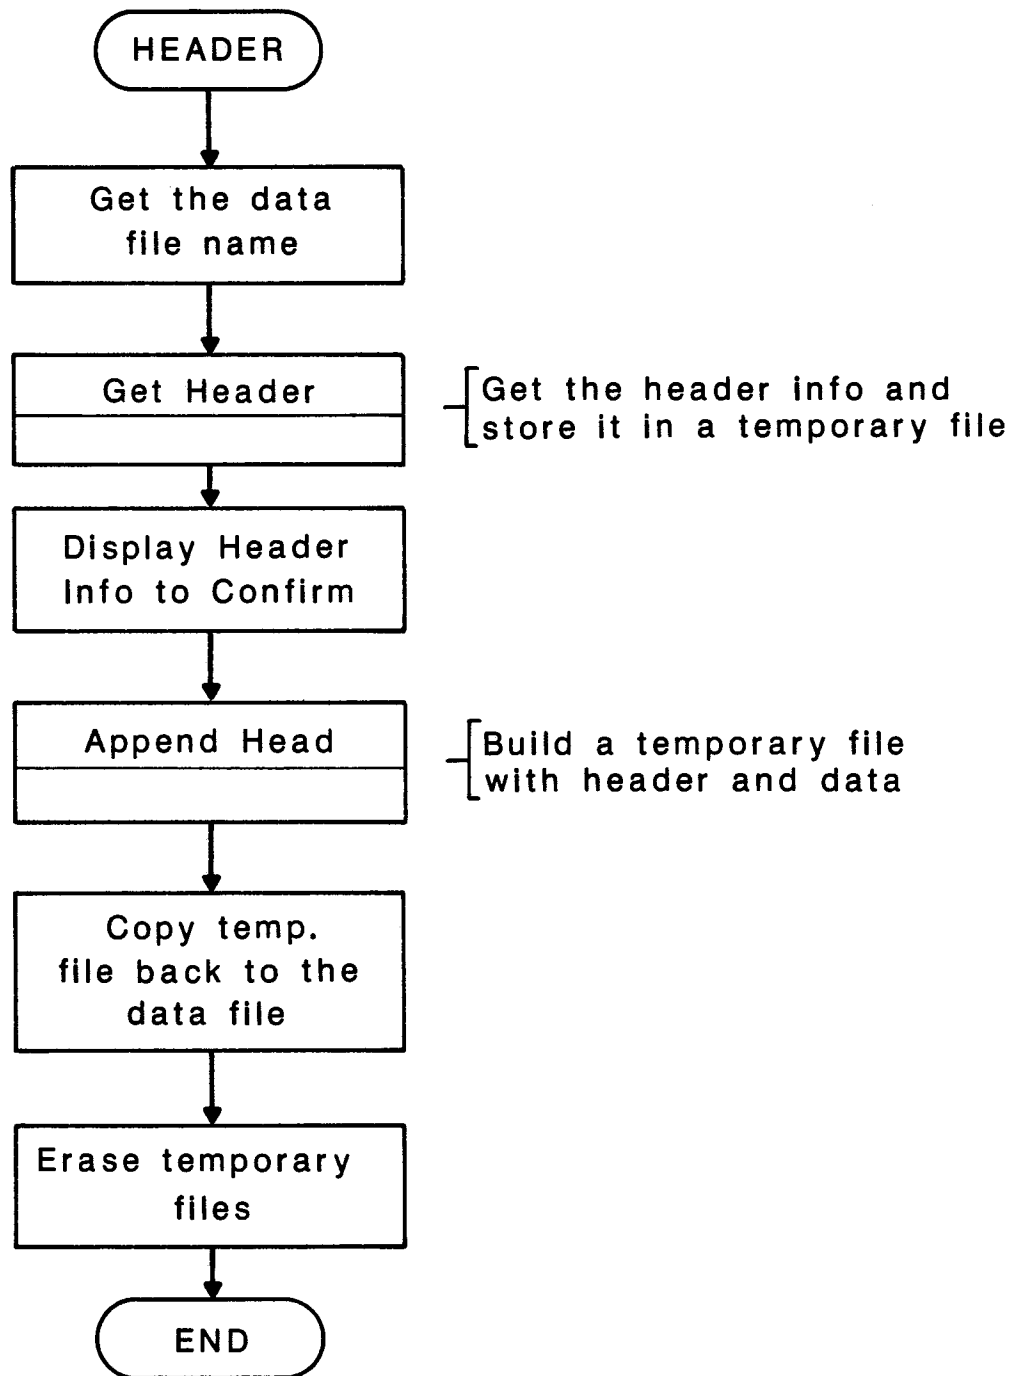 HEADER
Get the data
file name
Get Header
Get the header info and
store it in a temporary file
Display Header
Info to Confirm
Append Head
Build a temporary file
with header and data
Copy temp.
file back to the
data file
Erase temporary
files
END